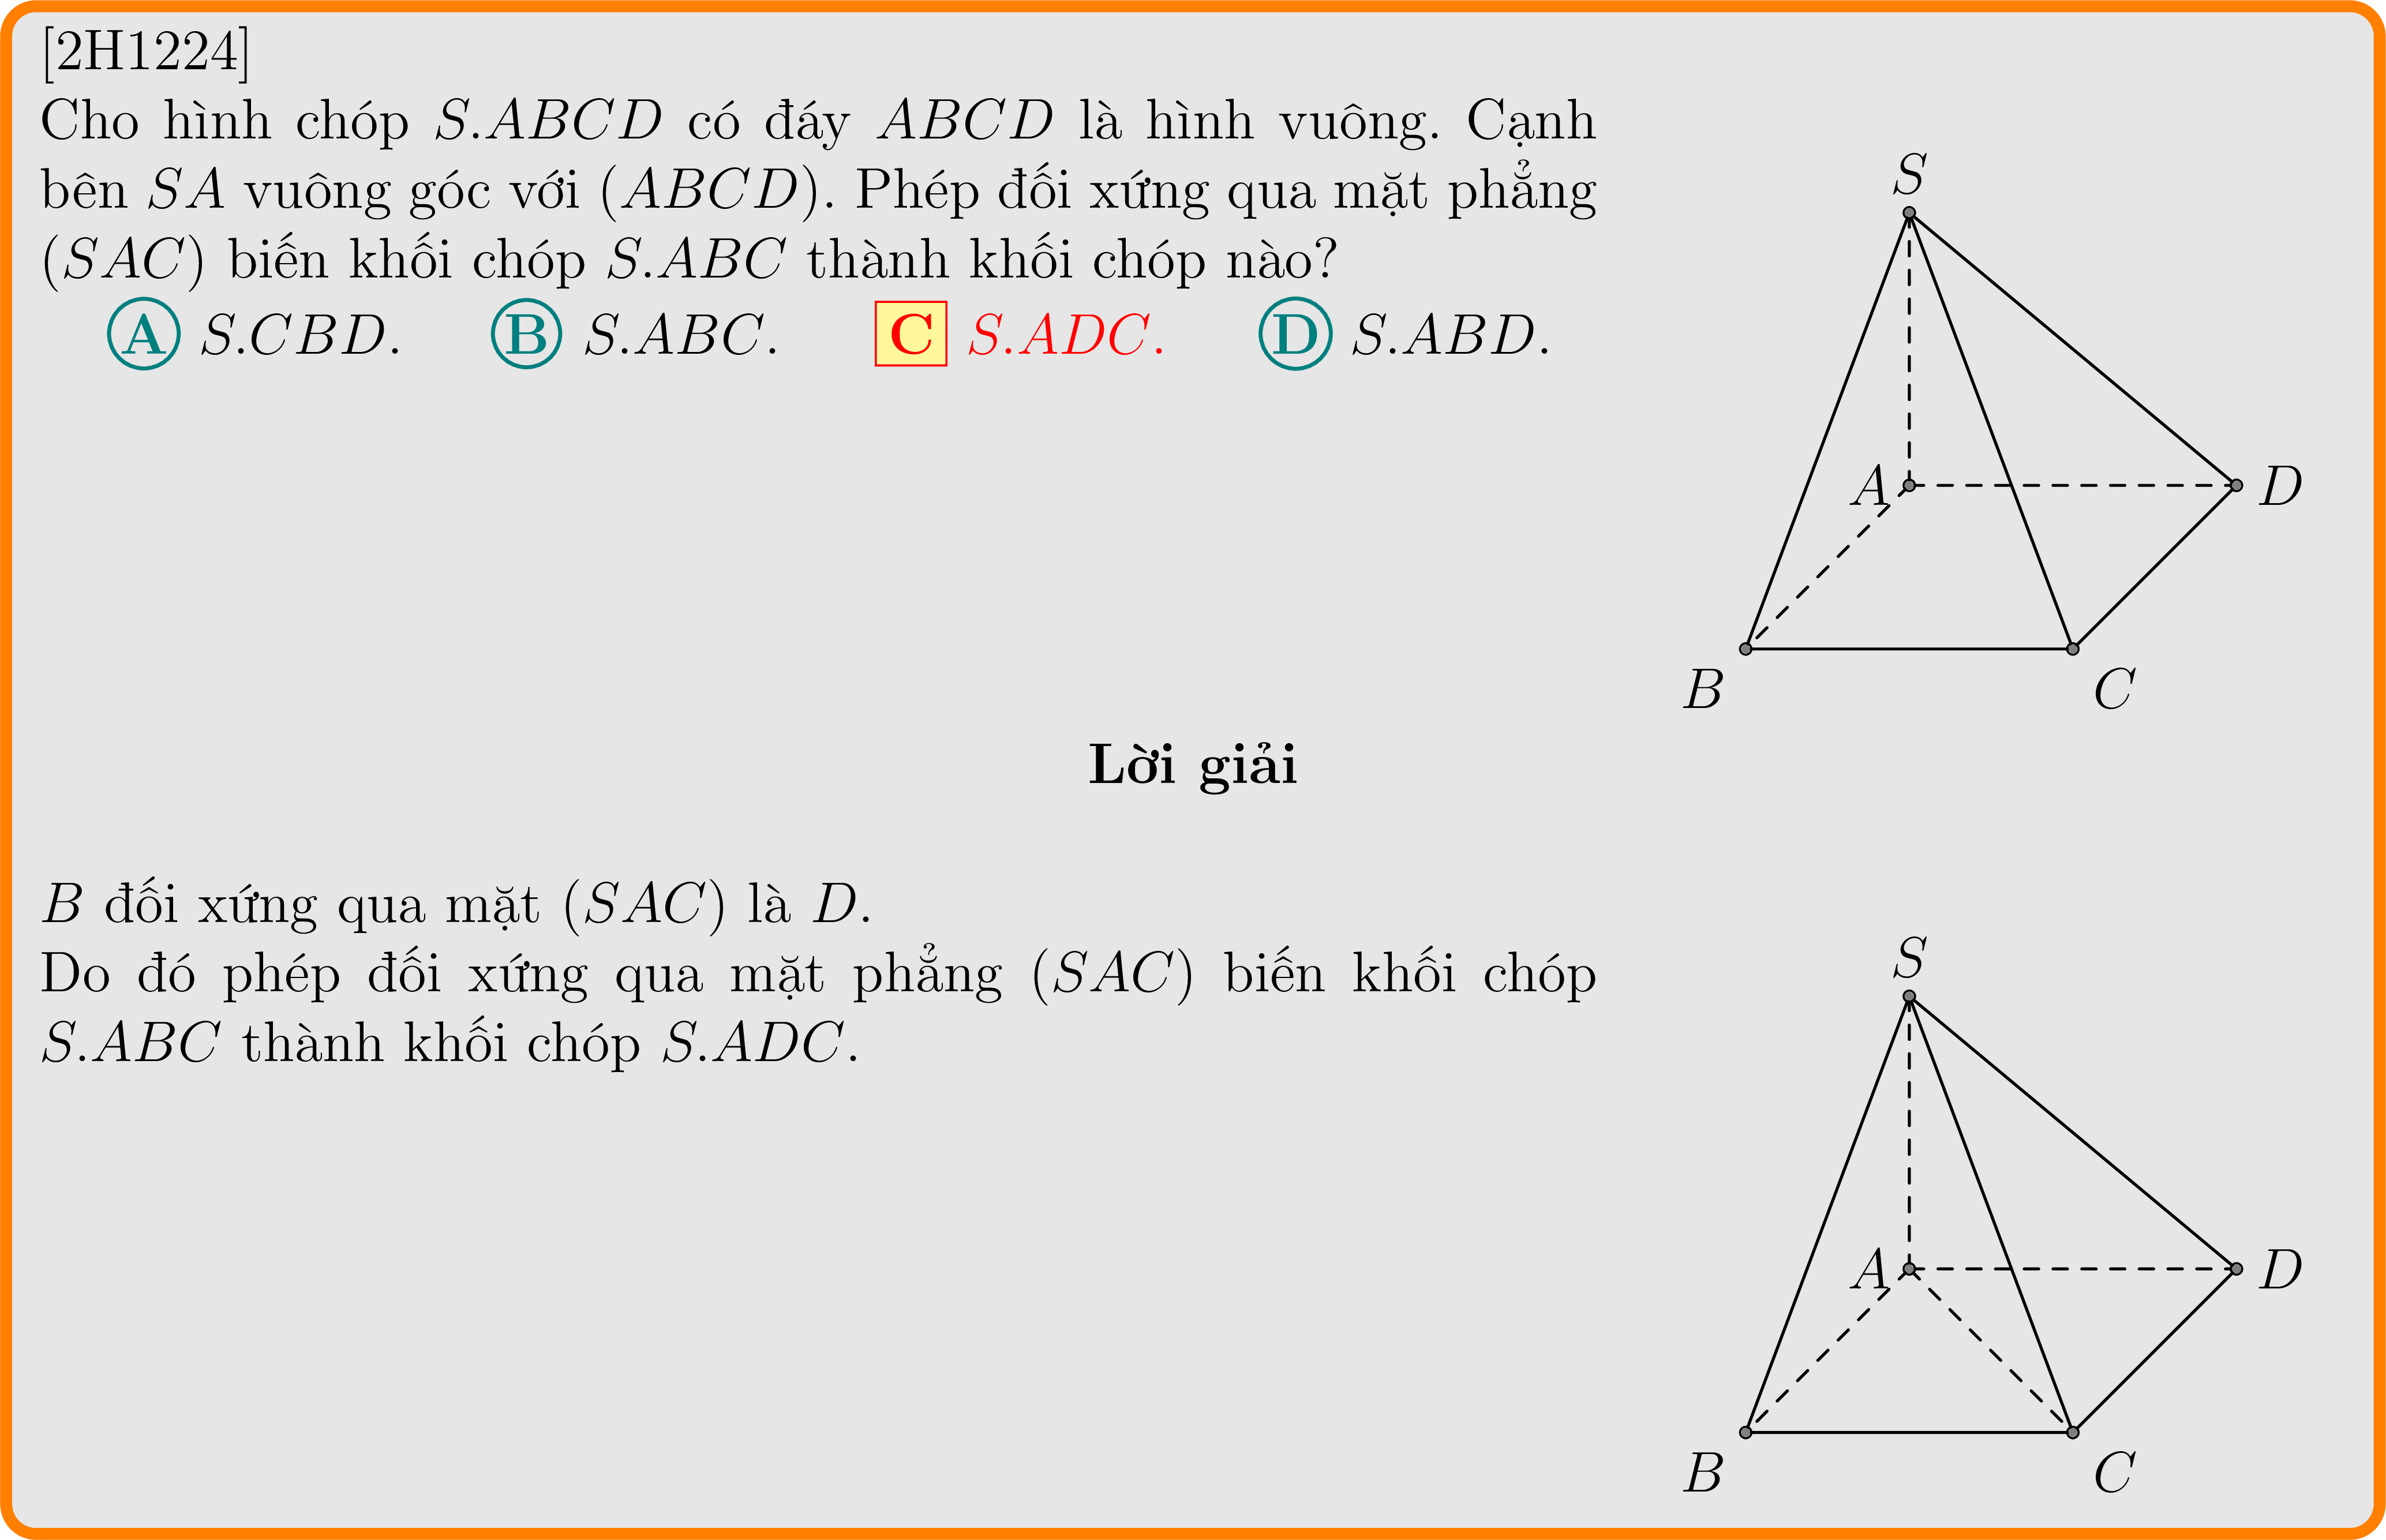 [2H1224]
Cho hình chóp S.ABCD có đáy ABCD là hình vuông. Cạnh
bên SA vuông góc với (ABCD). Phép đối xứng qua mặt phẳng
(SAC) biến khối chóp S.ABC thành khối chóp nào?
A S.CBD. B S.ABC. C S.ADC. D S.ABD.
S
A
D
B
C
Lời giải
B đối xứng qua mặt (SAC) là D.
Do đó phép đối xứng qua mặt phẳng (SAC) biến khối chóp
S.ABC thành khối chóp S.ADC.
S
A
D
B
C